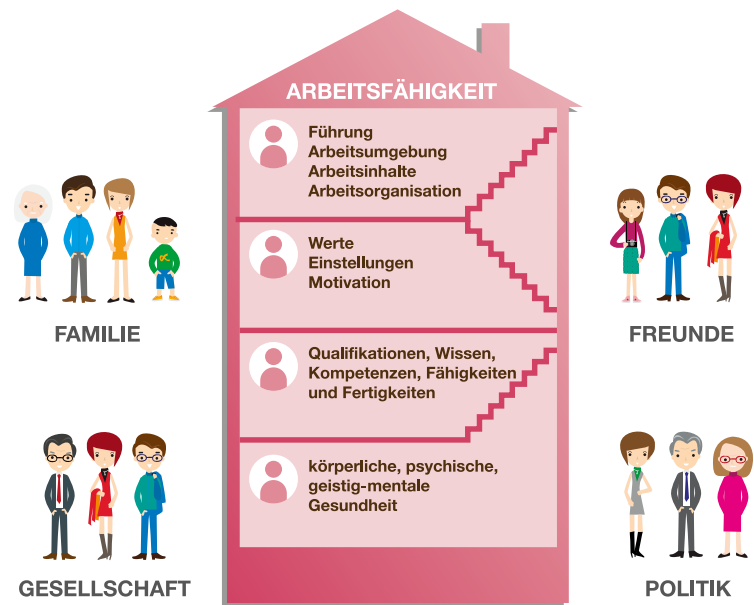 ARBEITSFÄHIGKEIT
Führung
Arbeitsumgebung
Arbeitsinhalte
Arbeitsorganisation
Werte
Einstellungen
Motivation
Qualifikationen, Wissen,
Kompetenzen, Fähigkeiten
und Fertigkeiten
körperliche, psychische,
geistig-mentale
Gesundheit
FAMILIE
FREUNDE
GESELLSCHAFT
POLITIK